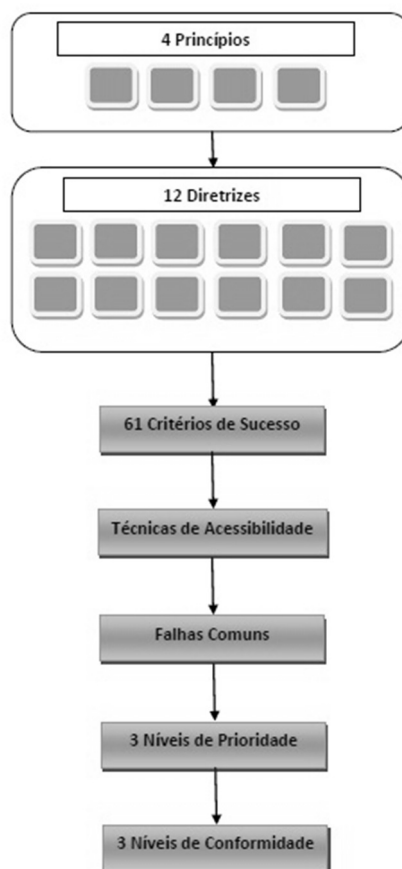 4 Princípios
12 Diretrizes
61 Critérios de Sucesso
Técnicas de Acessibilidade
Falhas Comuns
3 Níveis de Prioridade
3 Níveis de Conformidade